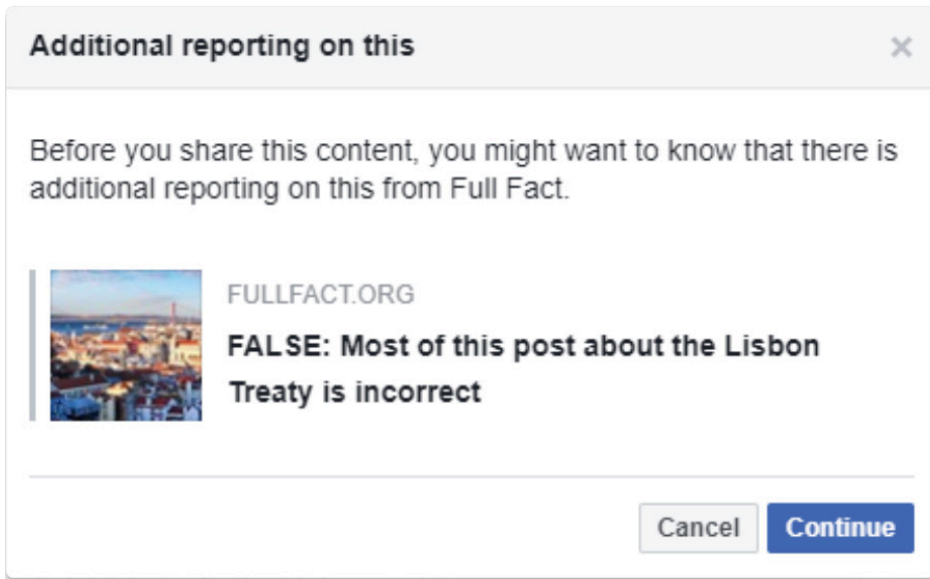 Additional reporting on this
Before you share this content, you might want to know that there is
additional reporting on this from Full Fact.
FULLFACT.ORG
FALSE: Most of this post about the Lisbon
Treaty is incorrect
Cancel
Continue